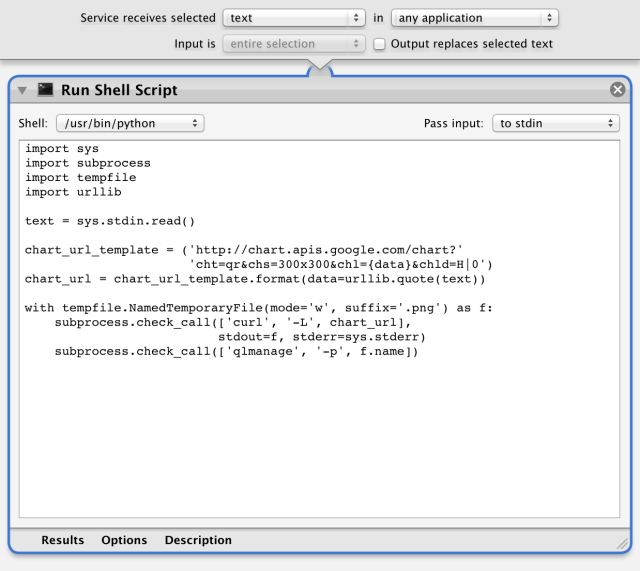 Service receives selected text in any application
Input is entire selection Output replaces selected text
Run Shell Script
Shell: /usr/bin/python Pass input: to stdin
import sys
import subprocess
import tempfile
import urllib
text = sys.stdin.read()
chart_url_template = ('http://chart.apis.google.com/chart?'
                      'cht=qr&chs=300x300&chl={data}&chld=H|0')
chart_url = chart_url_template.format(data=urllib.quote(text))
with tempfile.NamedTemporaryFile(mode='w', suffix='.png') as f:
    subprocess.check_call(['curl', '-L', chart_url],
                          stdout=f, stderr=sys.stderr)
    subprocess.check_call(['qlmanage', '-p', f.name])
Results Options Description